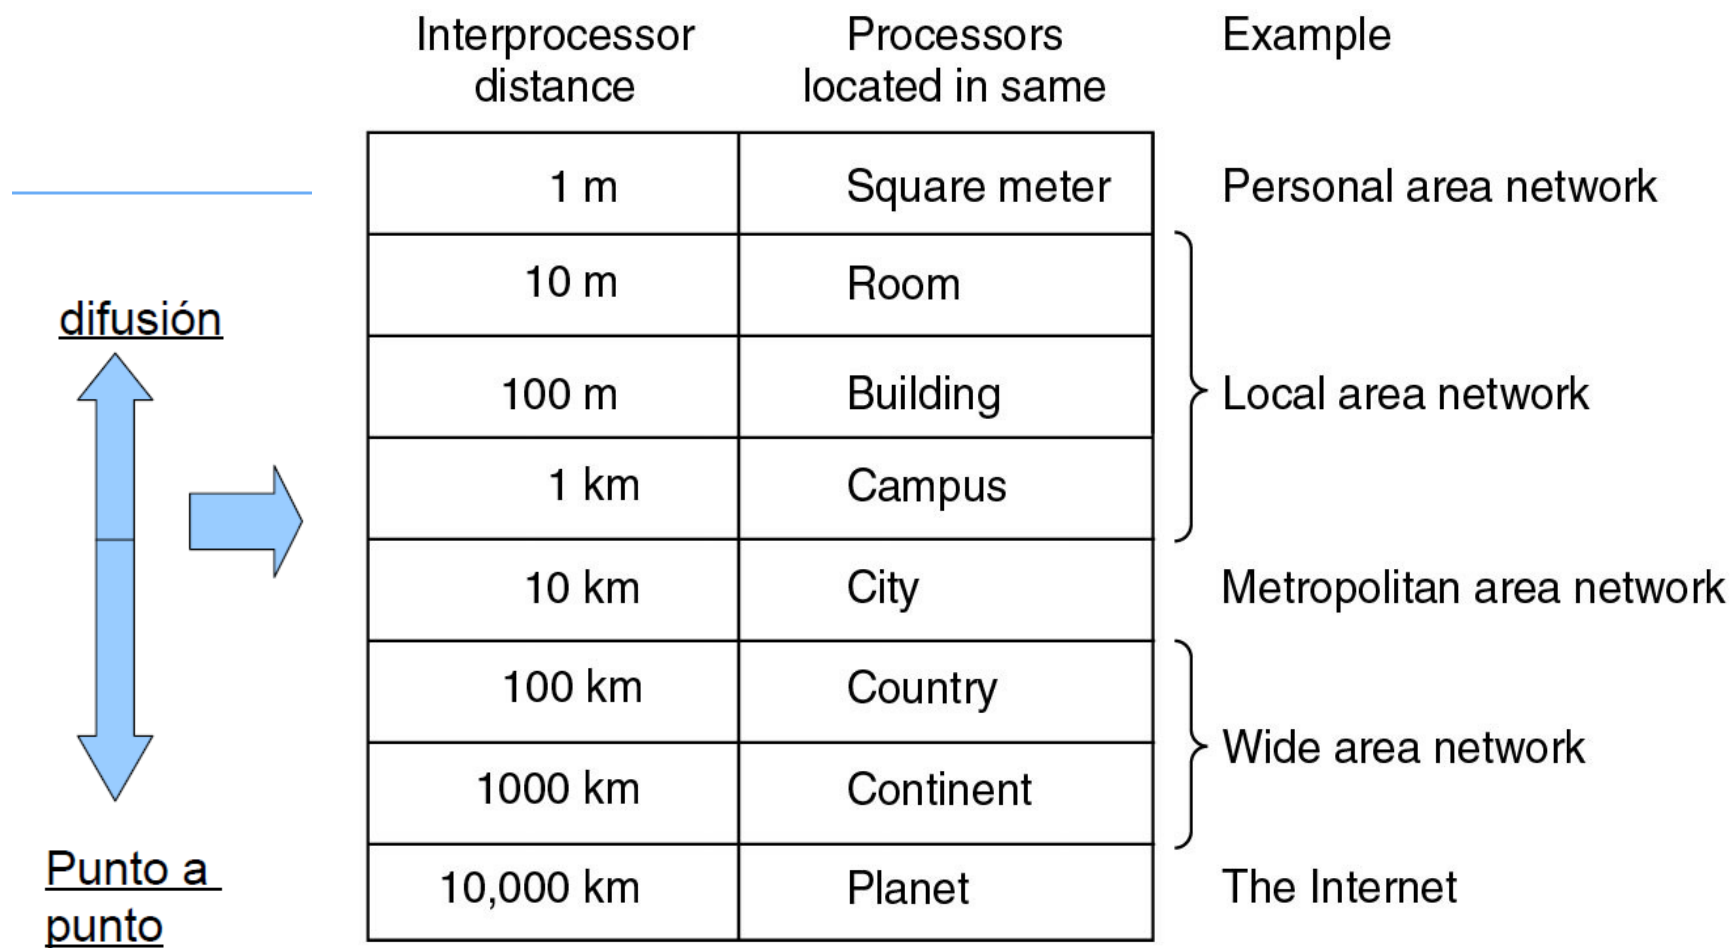 Interprocessor distance
Processors located in same
Example
1 m Square meter Personal area network
10 m Room
difusión
100 m Building Local area network
1 km Campus
10 km City Metropolitan area network
100 km Country
Wide area network
1000 km Continent
Punto a
punto
10,000 km Planet The Internet